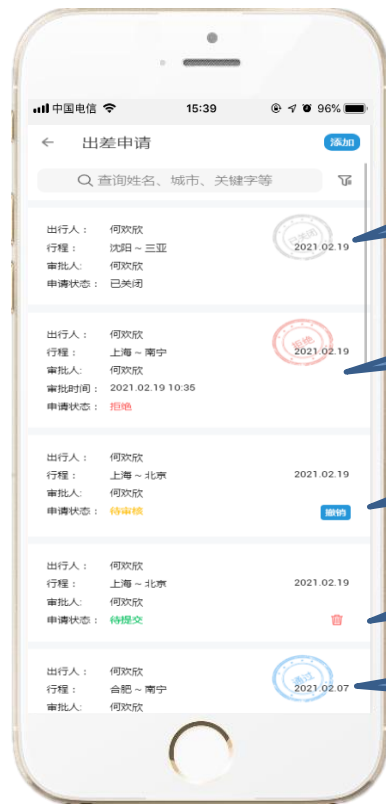 中国电信 15:39 96%
← 出差申请 添加
查询姓名、城市、关键字等
出行人： 何欢欣
已关闭
行程： 沈阳 ~ 三亚 2021.02.19
审批人: 何欢欣
申请状态： 已关闭
出行人： 何欢欣
拒绝
行程： 上海 ~ 南宁 2021.02.19
审批人: 何欢欣
审批时间： 2021.02.19 10:35
申请状态： 拒绝
出行人： 何欢欣
行程： 上海 ~ 北京 2021.02.19
审批人: 何欢欣
申请状态： 待审核 撤销
出行人： 何欢欣
行程： 上海 ~ 北京 2021.02.19
审批人: 何欢欣
申请状态： 待提交
出行人： 何欢欣
通过
行程： 合肥 ~ 南宁 2021.02.07
审批人: 何欢欣